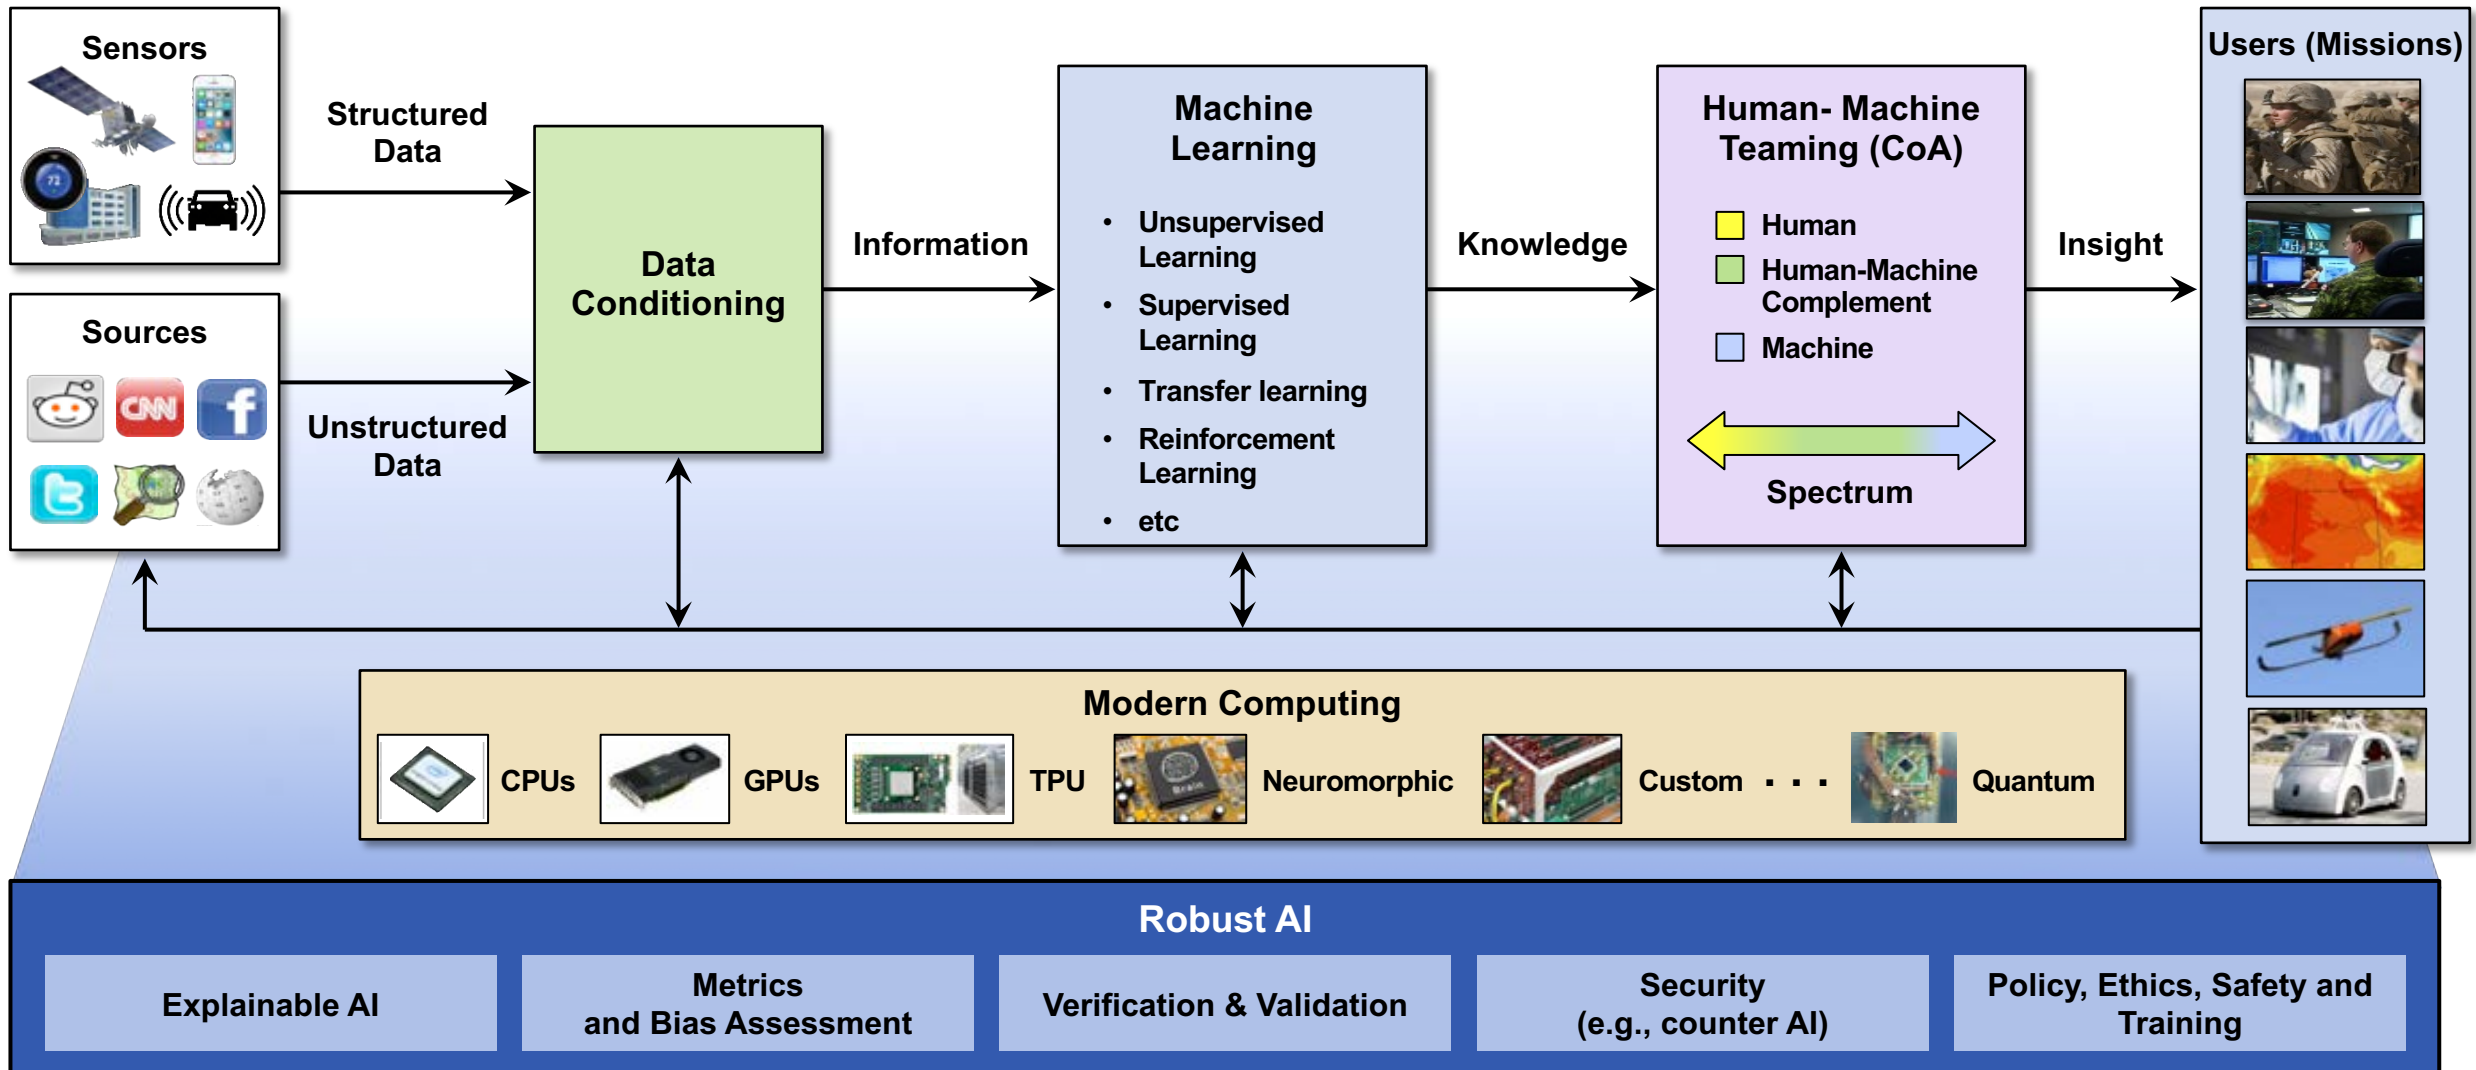 Sensors
72
Structured
Data
Sources
CNN
f
t
Unstructured
Data
Data
Conditioning
Information
Machine
Learning
• Unsupervised
Learning
• Supervised
Learning
• Transfer learning
• Reinforcement
Learning
• etc
Knowledge
Human- Machine
Teaming (CoA)
Human
Human-Machine
Complement
Machine
Spectrum
Insight
Users (Missions)
Modern Computing
CPUs
GPUs
TPU
Brain
Neuromorphic
Custom
. . .
Quantum
Robust AI
Explainable AI
Metrics
and Bias Assessment
Verification & Validation
Security
(e.g., counter AI)
Policy, Ethics, Safety and
Training